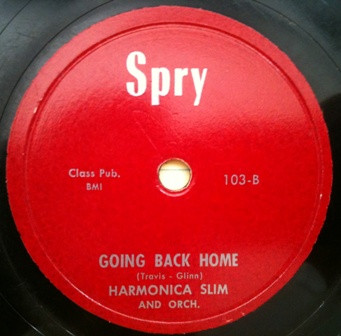 Spry
Class Pub.
BMI
103-B
GOING BACK HOME
(Travis - Glinn)
HARMONICA SLIM
AND ORCH.